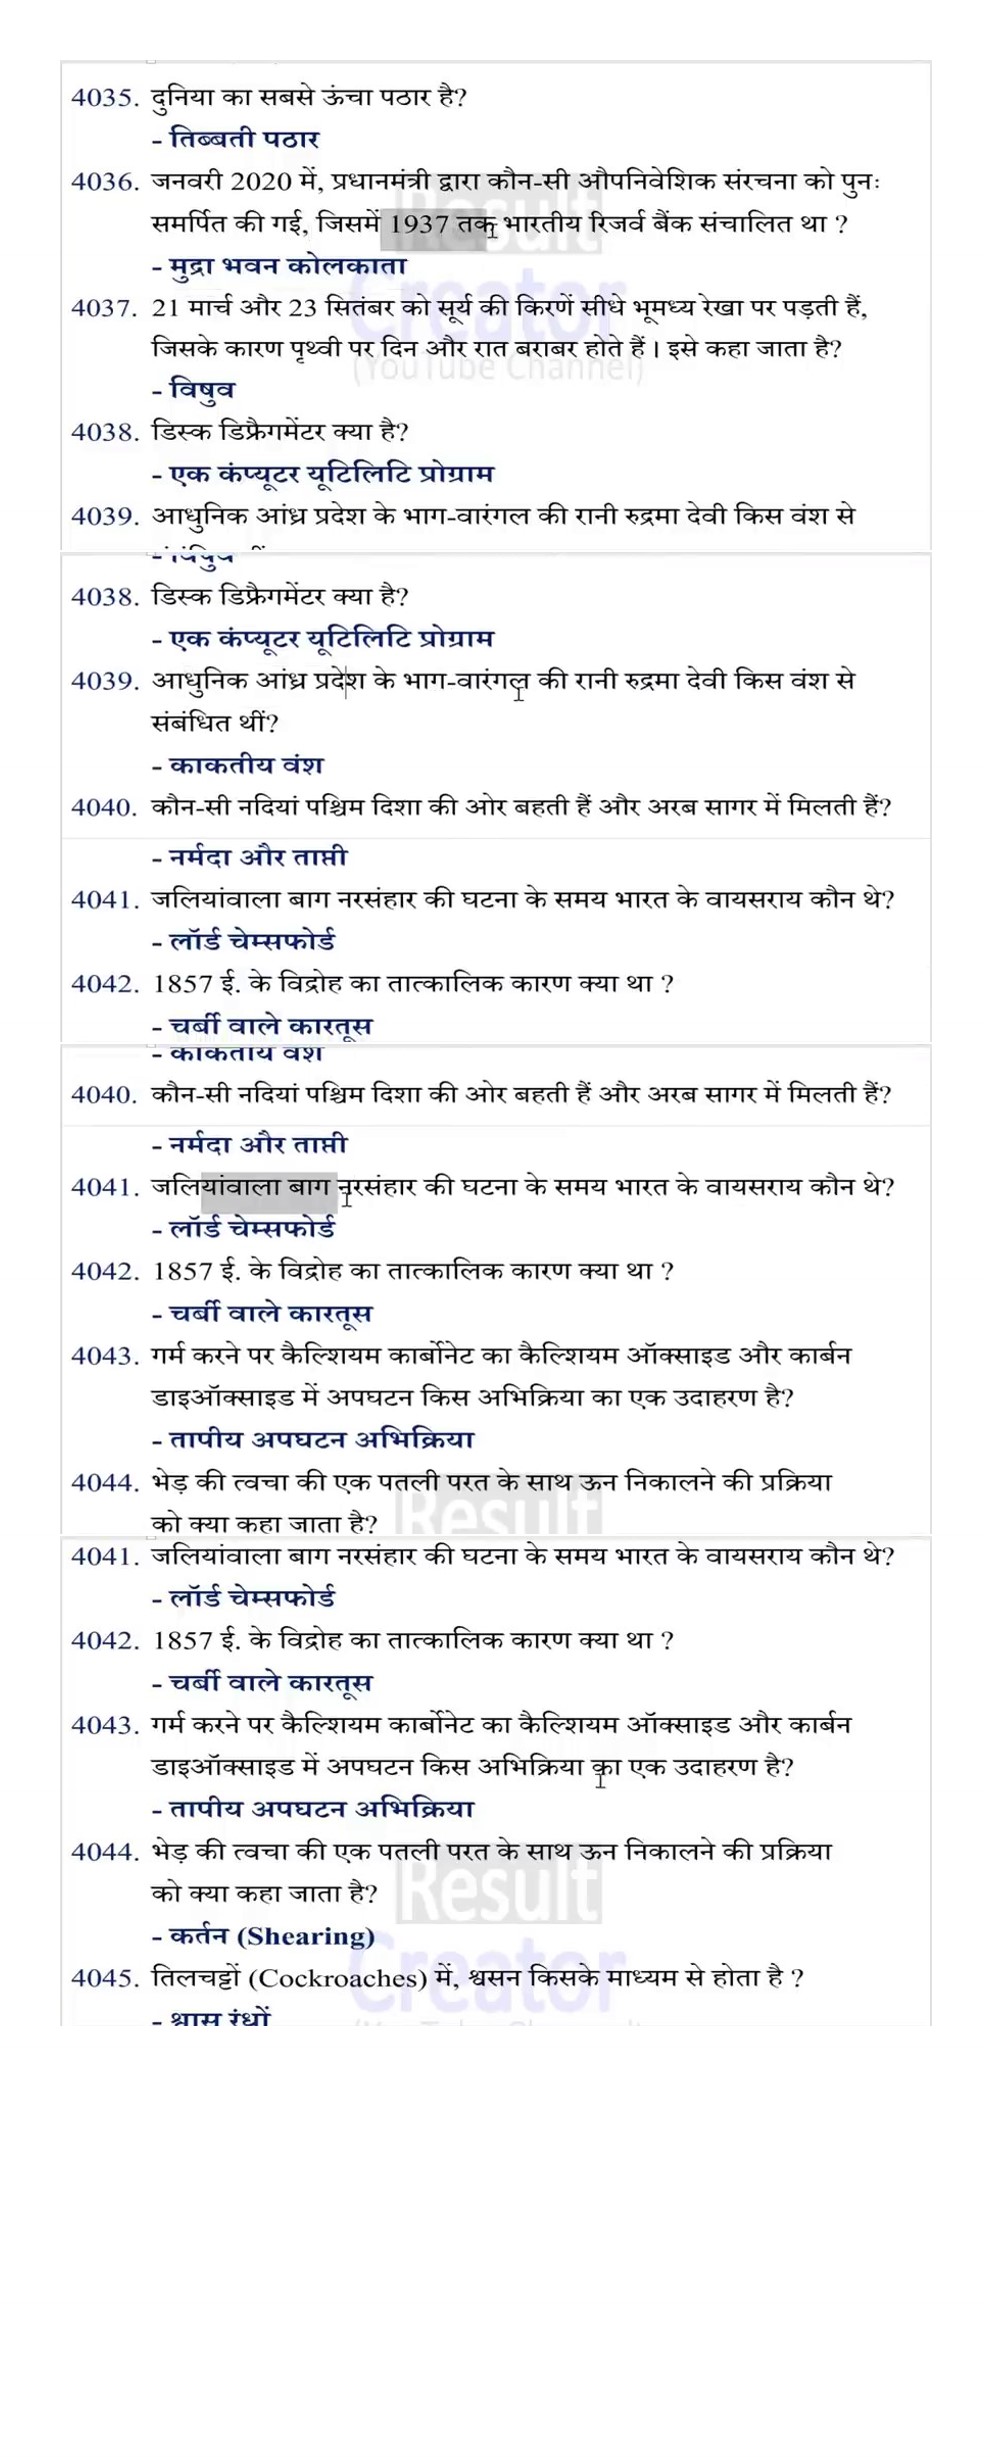 4035. दुनिया का सबसे ऊंचा पठार है?
- तिब्बती पठार
4036. जनवरी 2020 में, प्रधानमंत्री द्वारा कौन-सी औपनिवेशिक संरचना को पुनः
समर्पित की गई, जिसमें 1937 तक भारतीय रिजर्व बैंक संचालित था ?
- मुद्रा भवन कोलकाता
4037. 21 मार्च और 23 सितंबर को सूर्य की किरणें सीधे भूमध्य रेखा पर पड़ती हैं,
जिसके कारण पृथ्वी पर दिन और रात बराबर होते हैं। इसे कहा जाता है?
(YouTube Channel)
- विषुव
4038. डिस्क डिफ्रैगमेंटर क्या है?
- एक कंप्यूटर यूटिलिटि प्रोग्राम
4039. आधुनिक आंध्र प्रदेश के भाग-वारंगल की रानी रुद्रमा देवी किस वंश से
4038. डिस्क डिफ्रैगमेंटर क्या है?
- एक कंप्यूटर यूटिलिटि प्रोग्राम
4039. आधुनिक आंध्र प्रदेश के भाग-वारंगल की रानी रुद्रमा देवी किस वंश से
संबंधित थीं?
- काकतीय वंश
4040. कौन-सी नदियां पश्चिम दिशा की ओर बहती हैं और अरब सागर में मिलती हैं?
- नर्मदा और ताप्ती
4041. जलियांवाला बाग नरसंहार की घटना के समय भारत के वायसराय कौन थे?
- लॉर्ड चेम्सफोर्ड
4042. 1857 ई. के विद्रोह का तात्कालिक कारण क्या था ?
- चर्बी वाले कारतूस
- काकतीय वंश
4040. कौन-सी नदियां पश्चिम दिशा की ओर बहती हैं और अरब सागर में मिलती हैं?
- नर्मदा और ताप्ती
4041. जलियांवाला बाग नरसंहार की घटना के समय भारत के वायसराय कौन थे?
- लॉर्ड चेम्सफोर्ड
4042. 1857 ई. के विद्रोह का तात्कालिक कारण क्या था ?
- चर्बी वाले कारतूस
4043. गर्म करने पर कैल्शियम कार्बोनेट का कैल्शियम ऑक्साइड और कार्बन
डाइऑक्साइड में अपघटन किस अभिक्रिया का एक उदाहरण है?
- तापीय अपघटन अभिक्रिया
4044. भेड़ की त्वचा की एक पतली परत के साथ ऊन निकालने की प्रक्रिया
को क्या कहा जाता है?
4041. जलियांवाला बाग नरसंहार की घटना के समय भारत के वायसराय कौन थे?
- लॉर्ड चेम्सफोर्ड
4042. 1857 ई. के विद्रोह का तात्कालिक कारण क्या था ?
- चर्बी वाले कारतूस
4043. गर्म करने पर कैल्शियम कार्बोनेट का कैल्शियम ऑक्साइड और कार्बन
डाइऑक्साइड में अपघटन किस अभिक्रिया का एक उदाहरण है?
- तापीय अपघटन अभिक्रिया
4044. भेड़ की त्वचा की एक पतली परत के साथ ऊन निकालने की प्रक्रिया
को क्या कहा जाता है?
Result
- कर्तन (Shearing)
Creator
4045. तिलचट्टों (Cockroaches) में, श्वसन किसके माध्यम से होता है ?
- श्वास रंध्रों